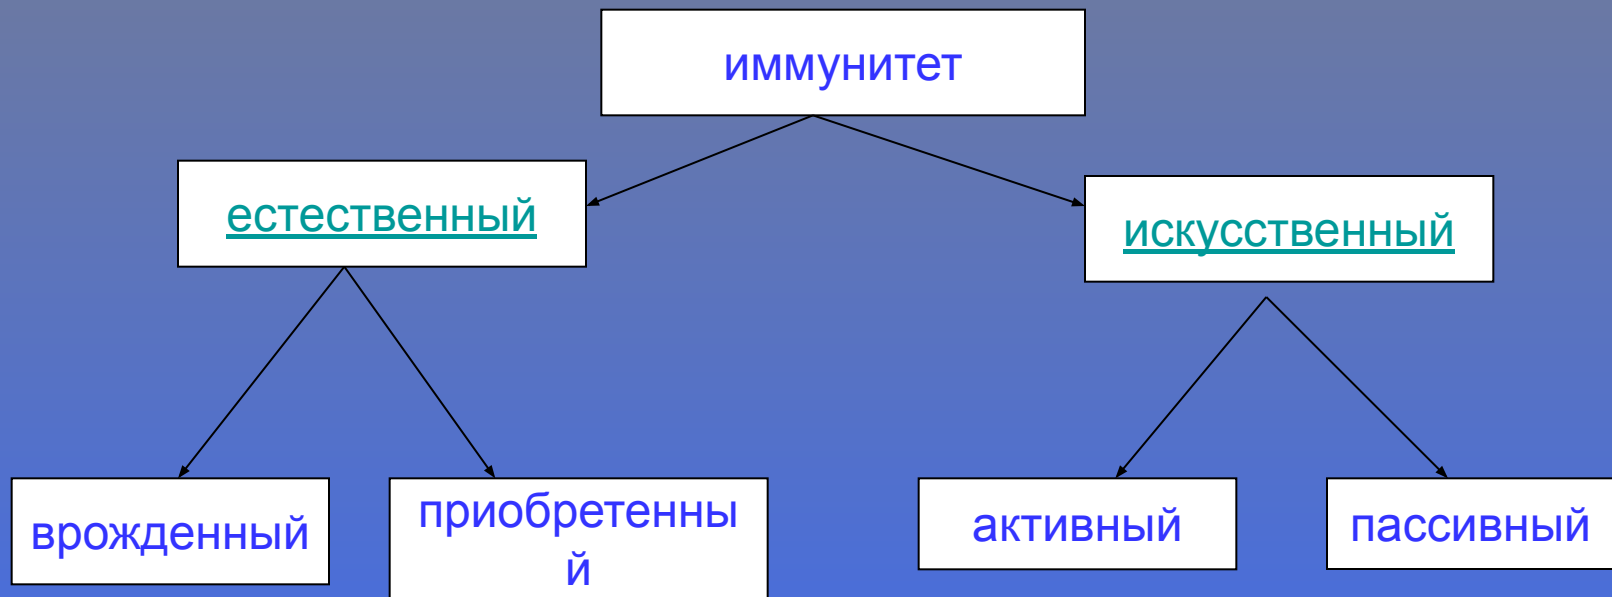 иммунитет
естественный
искусственный
врожденный
приобретенны
й
активный
пассивный